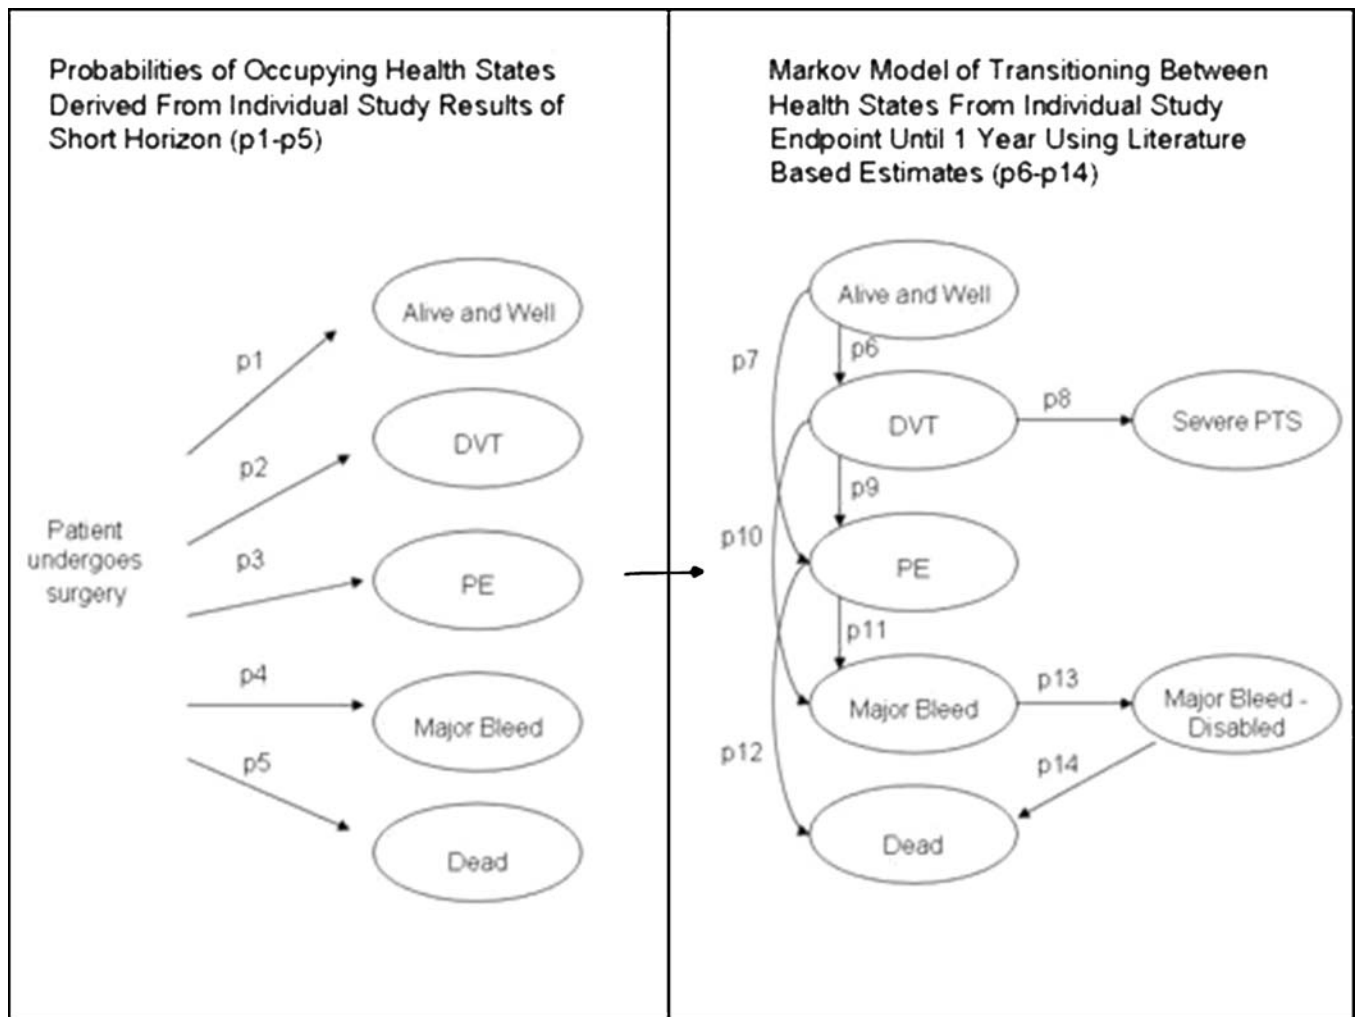 Probabilities of Occupying Health States
Derived From Individual Study Results of
Short Horizon (p1-p5)
Patient
undergoes
surgery
p1
p2
p3
p4
p5
Alive and Well
DVT
PE
Major Bleed
Dead
Markov Model of Transitioning Between
Health States From Individual Study
Endpoint Until 1 Year Using Literature
Based Estimates (p6-p14)
Alive and Well
p7
p6
DVT
p8
Severe PTS
p9
p10
PE
p11
Major Bleed
p13
Major Bleed -
Disabled
p12
p14
Dead